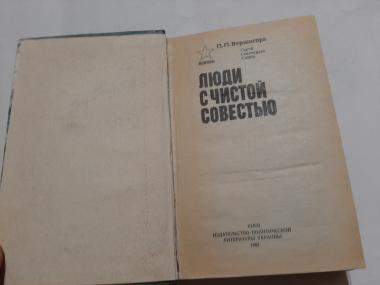 П.П.Вершигора
Герой
Советского
Союза
ЛЮДИ
С ЧИСТОЙ
СОВЕСТЬЮ
КИЕВ
ИЗДАТЕЛЬСТВО ПОЛИТИЧЕСКОЙ
ЛИТЕРАТУРЫ УКРАИНЫ